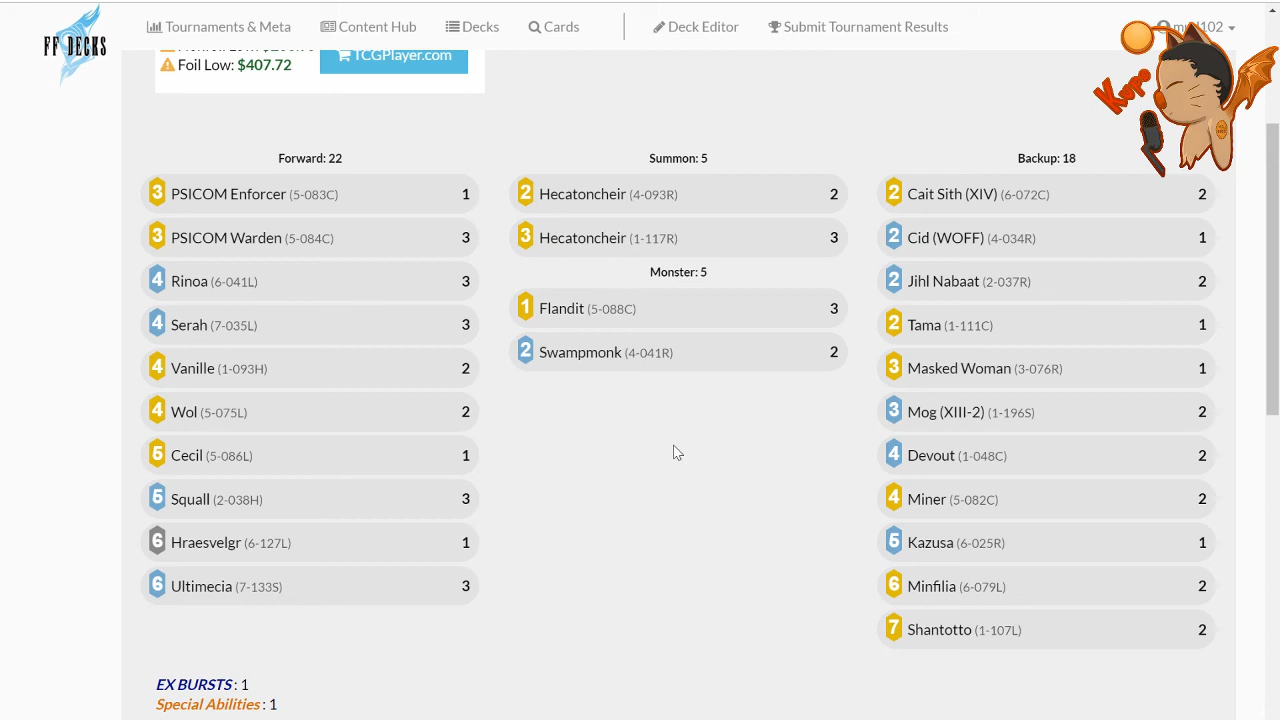 FF DECKS
Tournaments & Meta
Content Hub
Decks
Cards
Deck Editor
Submit Tournament Results
Foil Low: $407.72
TCGPlayer.com
Kupo
Forward: 22
3 PSICOM Enforcer (5-083C) 1
3 PSICOM Warden (5-084C) 3
4 Rinoa (6-041L) 3
4 Serah (7-035L) 3
4 Vanille (1-093H) 2
4 Wol (5-075L) 2
5 Cecil (5-086L) 1
5 Squall (2-038H) 3
6 Hraesvelgr (6-127L) 1
6 Ultimecia (7-133S) 3
Summon: 5
2 Hecatoncheir (4-093R) 2
3 Hecatoncheir (1-117R) 3
Monster: 5
1 Flandit (5-088C) 3
2 Swampmonk (4-041R) 2
Backup: 18
2 Cait Sith (XIV) (6-072C) 2
2 Cid (WOFF) (4-034R) 1
2 Jihl Nabaat (2-037R) 2
2 Tama (1-111C) 1
3 Masked Woman (3-076R) 1
3 Mog (XIII-2) (1-196S) 2
4 Devout (1-048C) 2
4 Miner (5-082C) 2
5 Kazusa (6-025R) 1
6 Minfilia (6-079L) 2
7 Shantotto (1-107L) 2
EX BURSTS : 1
Special Abilities : 1